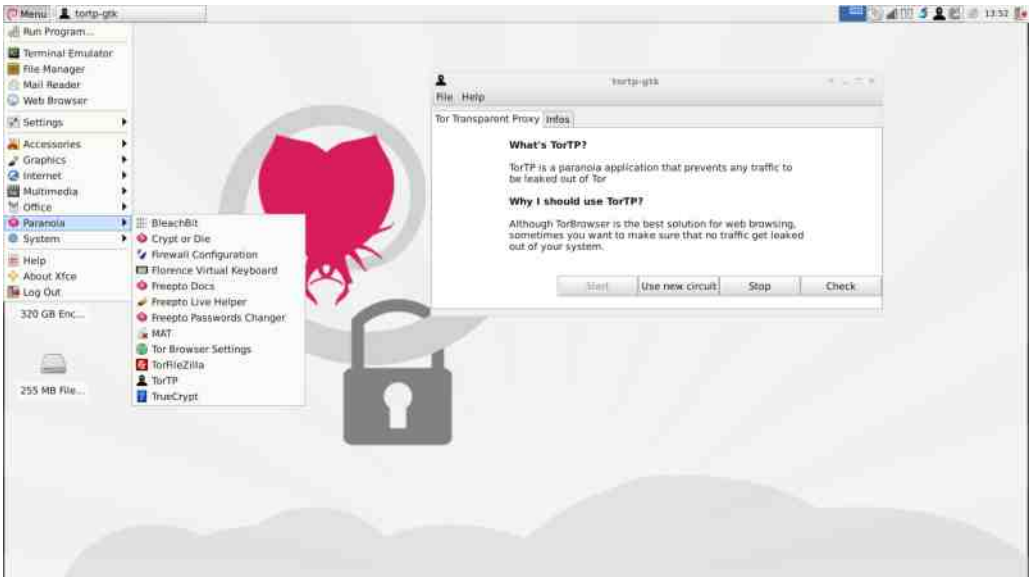 Menu tortp-gtk
13:52
Run Program...
Terminal Emulator
File Manager
Mail Reader
Web Browser
Settings
Accessories
Graphics
Internet
Multimedia
Office
Paranoia
System
Help
About Xfce
Log Out
BleachBit
Crypt or Die
Firewall Configuration
Florence Virtual Keyboard
Freepto Docs
Freepto Live Helper
Freepto Passwords Changer
MAT
Tor Browser Settings
TorFileZilla
TorTP
TrueCrypt
320 GB Enc...
255 MB File...
tortp-gtk
File Help
Tor Transparent Proxy Infos
What's TorTP?
TorTP is a paranoia application that prevents any traffic to
be leaked out of Tor
Why I should use TorTP?
Although TorBrowser is the best solution for web browsing,
sometimes you want to make sure that no traffic get leaked
out of your system.
Start Use new circuit Stop Check